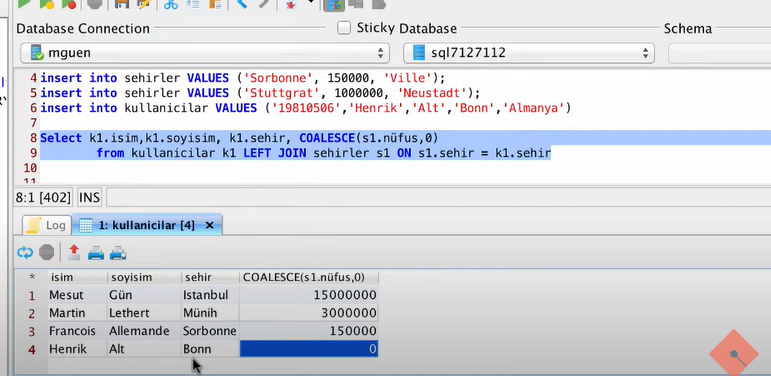 Database Connection Sticky Database Schema
mguen sql7127112
4 insert into sehirler VALUES ('Sorbonne', 150000, 'Ville');
5 insert into sehirler VALUES ('Stuttgrat', 1000000, 'Neustadt');
6 insert into kullanicilar VALUES ('19810506','Henrik','Alt','Bonn','Almanya')
7
8 Select k1.isim,k1.soyisim, k1.sehir, COALESCE(s1.nüfus,0)
9 from kullanicilar k1 LEFT JOIN sehirler s1 ON s1.sehir = k1.sehir
10
11
8:1 [402] INS
Log 1: kullanicilar [4] ×
* isim soyisim sehir COALESCE(s1.nüfus,0)
1 Mesut Gün Istanbul 15000000
2 Martin Lethert Münih 3000000
3 Francois Allemande Sorbonne 150000
4 Henrik Alt Bonn 0